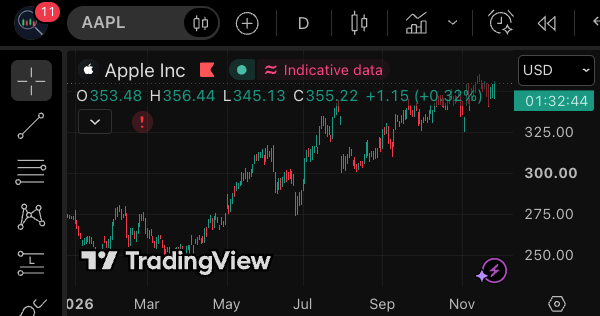 11
AAPL
D
Apple Inc
Indicative data
USD
O353.48 H356.44 L345.13 C355.22 +1.15 (+0.32%)
01:32:44
325.00
300.00
275.00
250.00
L
TradingView
026 Mar May Jul Sep Nov